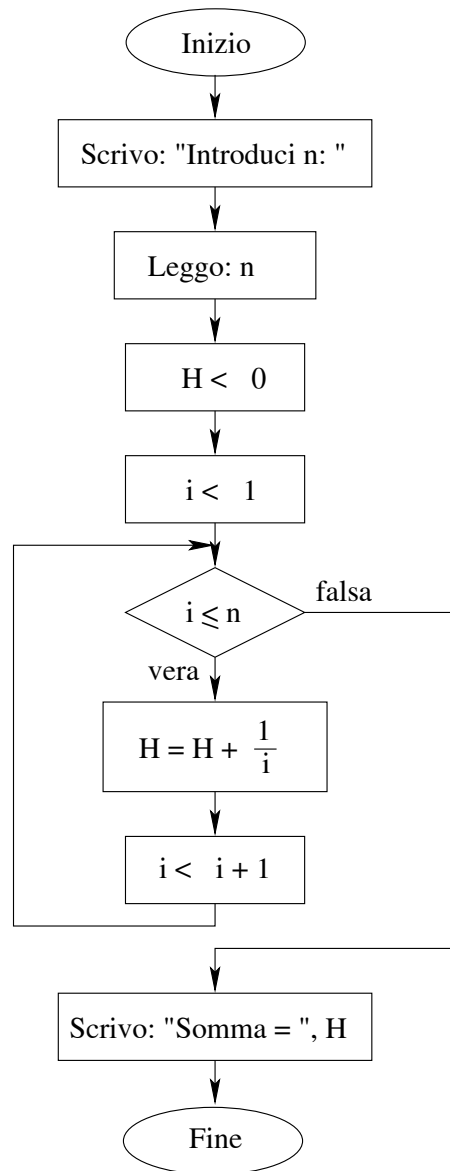 Inizio
Scrivo: "Introduci n: "
Leggo: n
H < 0
i < 1
i ≤ n
falsa
vera
H = H + 1/i
i < i + 1
Scrivo: "Somma = ", H
Fine